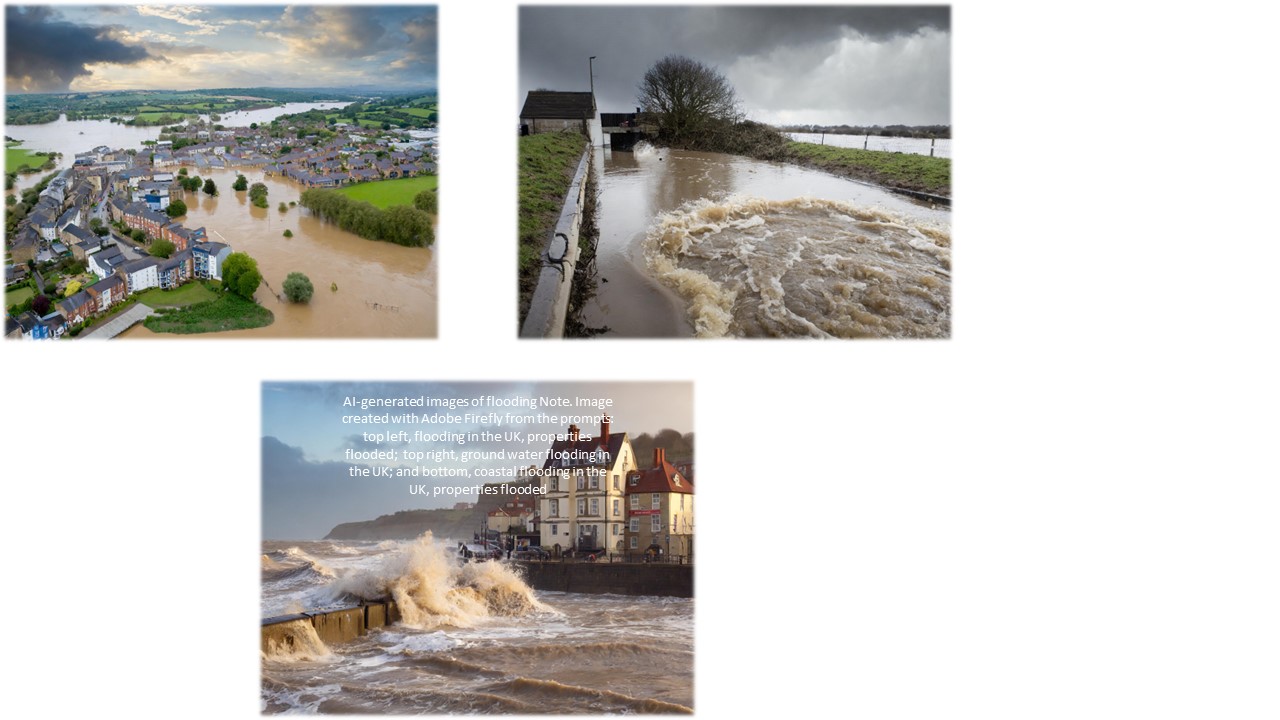 AI-generated images of flooding Note. Image
created with Adobe Firefly from the prompts:
top left, flooding in the UK, properties
flooded;  top right, ground water flooding in
the UK; and bottom, coastal flooding in the
UK, properties flooded